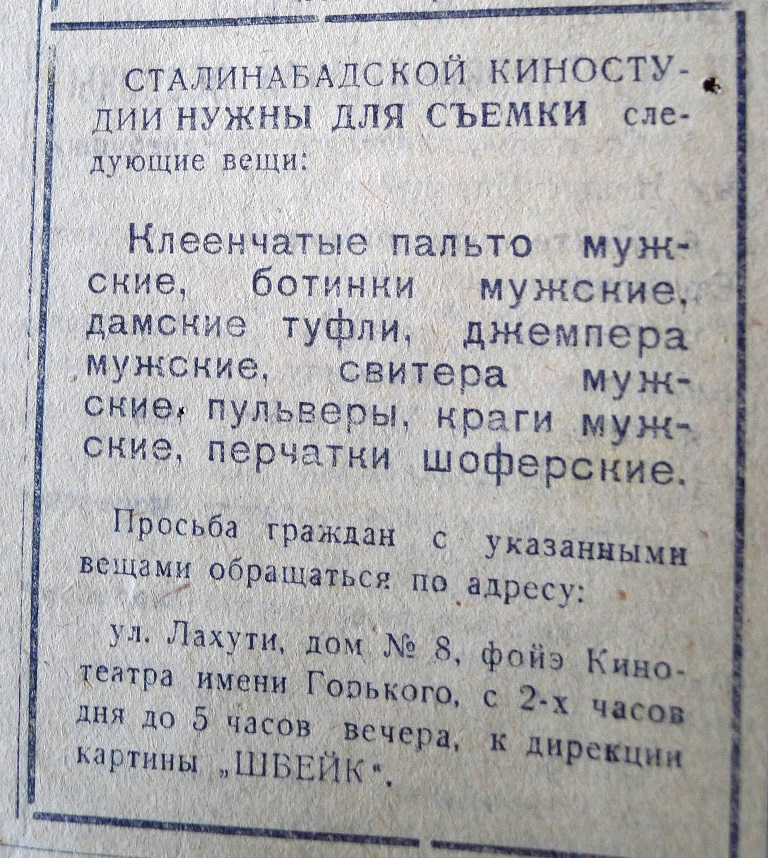 СТАЛИНАБАДСКОЙ КИНОСТУ-
ДИИ НУЖНЫ ДЛЯ СЪЕМКИ сле-
дующие вещи:
Клеенчатые пальто муж-
ские, ботинки мужские,
дамские туфли, джемпера
мужские, свитера муж-
ские, пульверы, краги муж-
ские, перчатки шоферские.
Просьба граждан с указанными
вещами обращаться по адресу:
ул. Лахути, дом № 8, фойэ Кино-
театра имени Горького, с 2-х часов
дня до 5 часов вечера, к дирекции
картины „ШВЕЙК“.